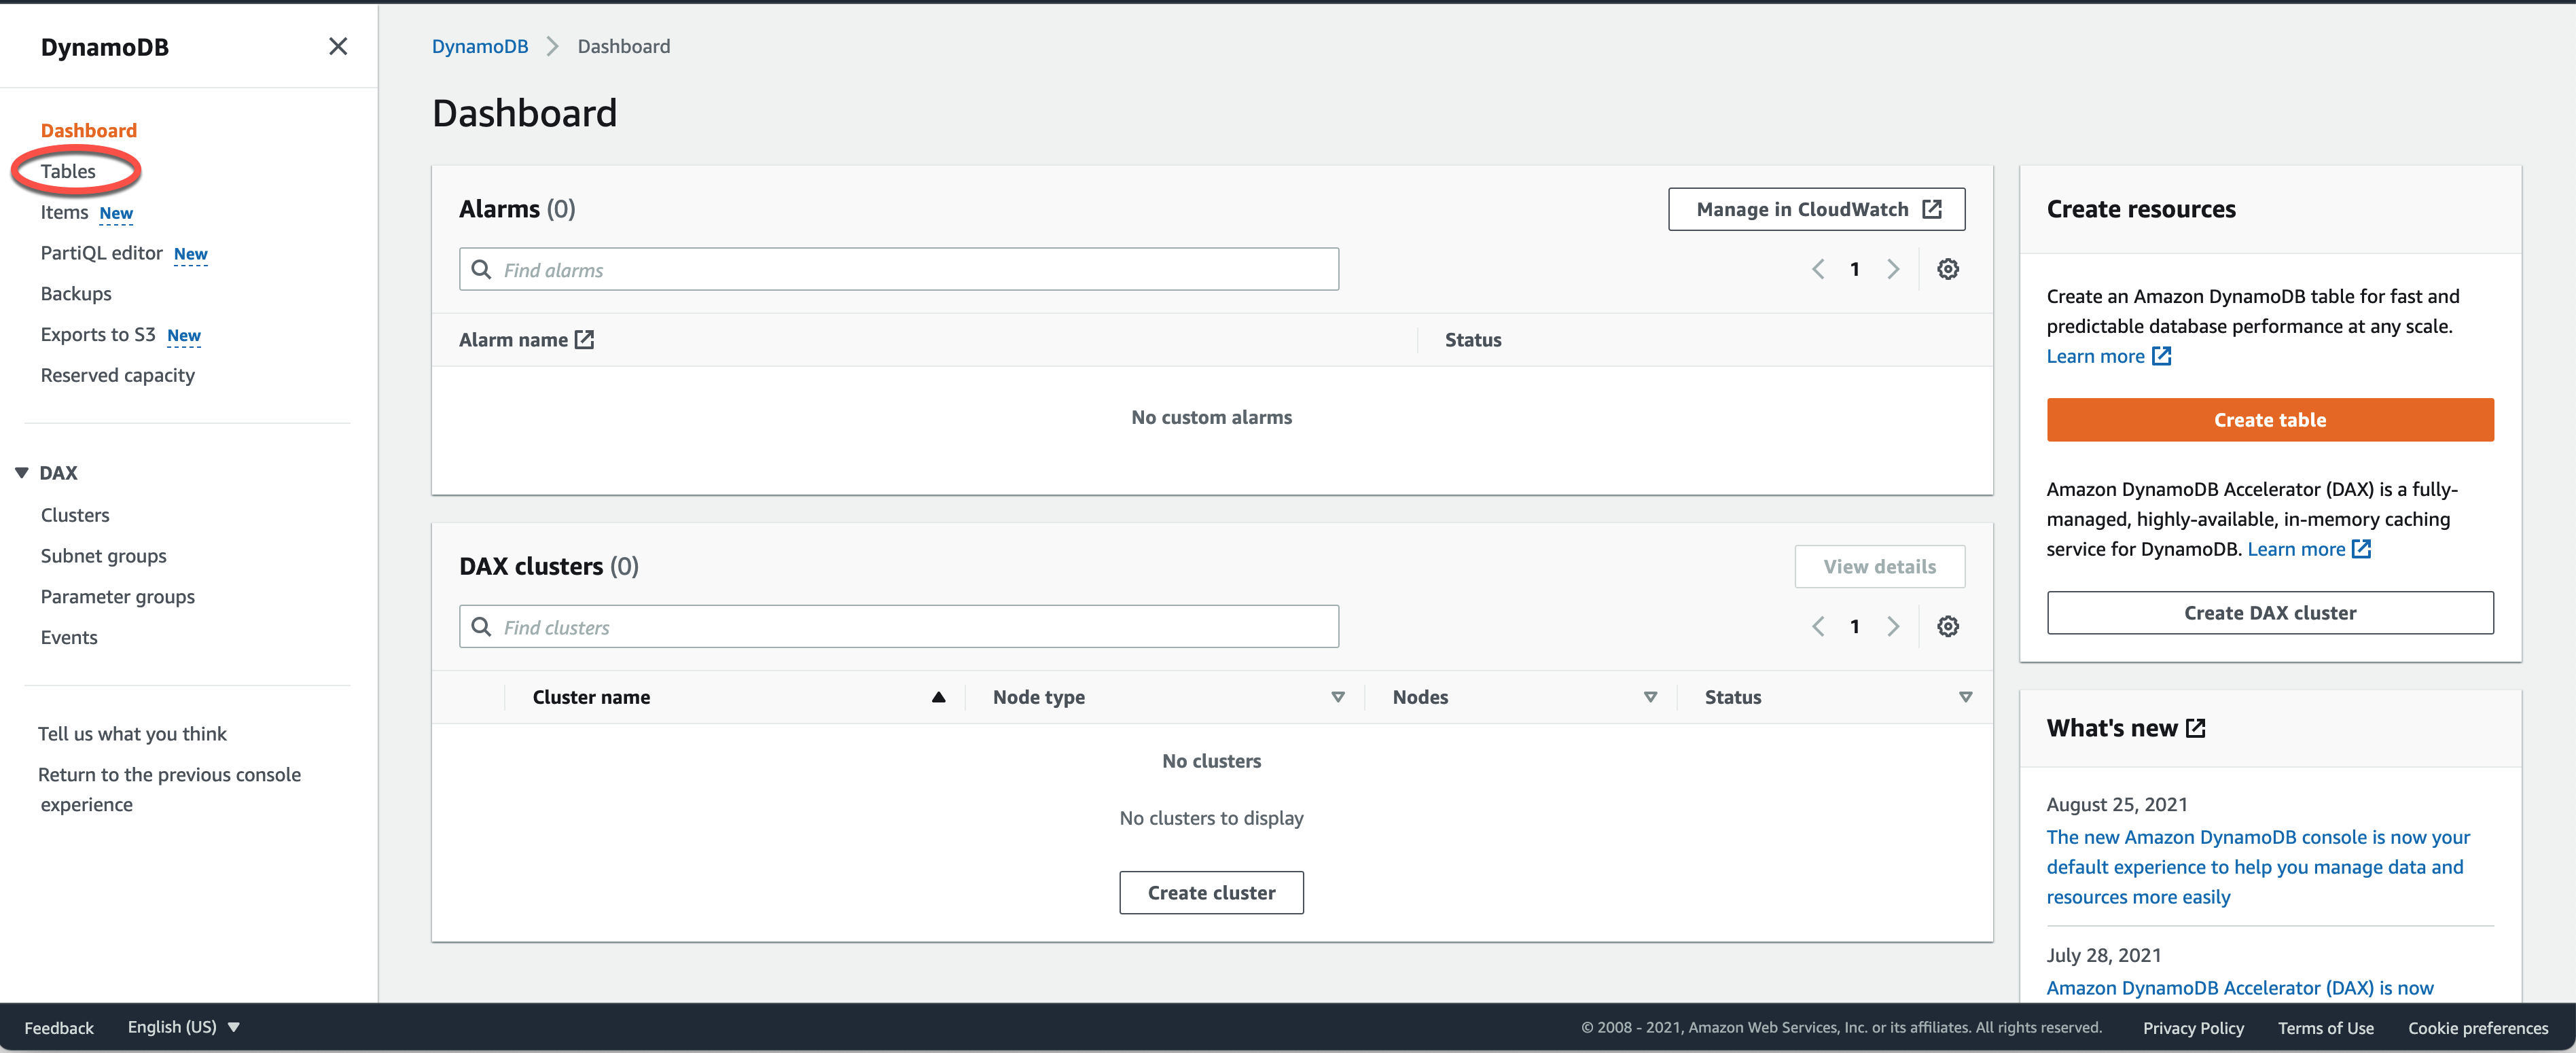 DynamoDB
Dashboard
Tables
Items New
PartiQL editor New
Backups
Exports to S3 New
Reserved capacity
DAX
Clusters
Subnet groups
Parameter groups
Events
Tell us what you think
Return to the previous console
experience
DynamoDB Dashboard
Dashboard
Alarms (0)
Manage in CloudWatch
Find alarms
1
Alarm name Status
No custom alarms
DAX clusters (0)
View details
Find clusters
1
Cluster name Node type Nodes Status
No clusters
No clusters to display
Create cluster
Create resources
Create an Amazon DynamoDB table for fast and
predictable database performance at any scale.
Learn more
Create table
Amazon DynamoDB Accelerator (DAX) is a fully-
managed, highly-available, in-memory caching
service for DynamoDB. Learn more
Create DAX cluster
What's new
August 25, 2021
The new Amazon DynamoDB console is now your
default experience to help you manage data and
resources more easily
July 28, 2021
Amazon DynamoDB Accelerator (DAX) is now
Feedback English (US) © 2008 - 2021, Amazon Web Services, Inc. or its affiliates. All rights reserved. Privacy Policy Terms of Use Cookie preferences